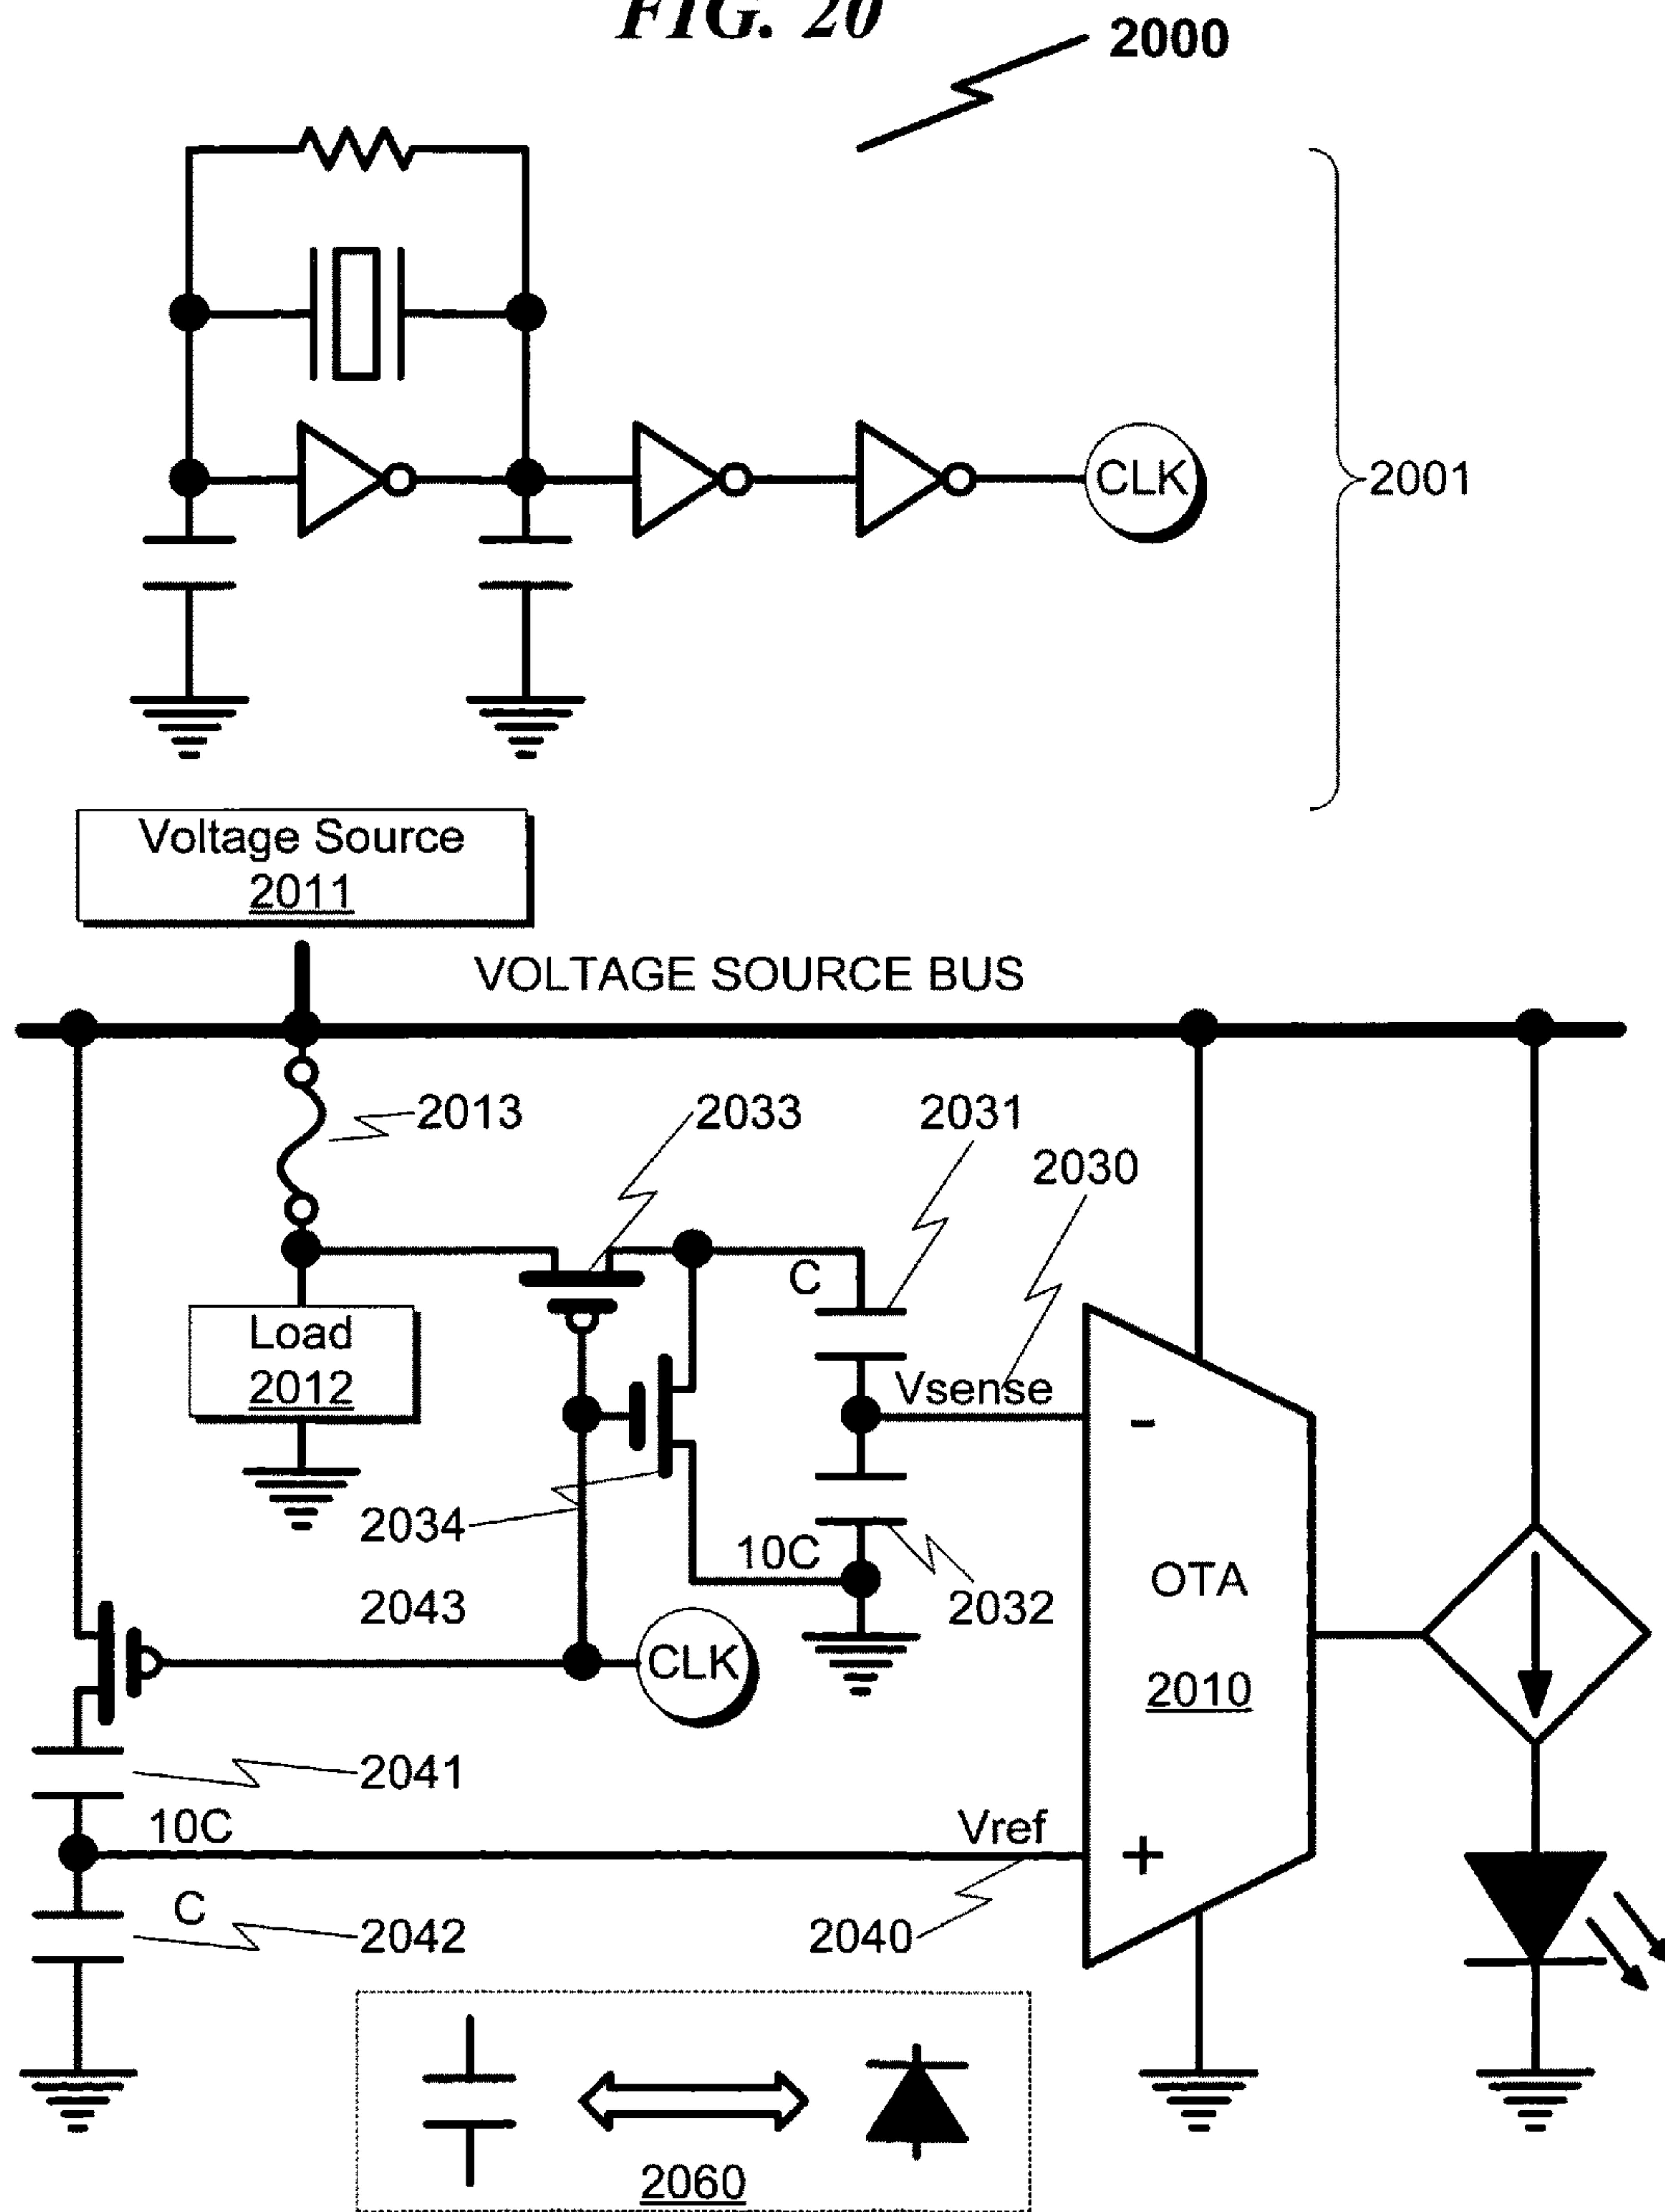 FIG. 20
2000
CLK
2001
Voltage Source
2011
VOLTAGE SOURCE BUS
2013
2033
2031
2030
C
Load
2012
Vsense
-
2034
10C
2032
OTA
2010
2043
CLK
2041
10C
Vref
+
C
2042
2040
2060